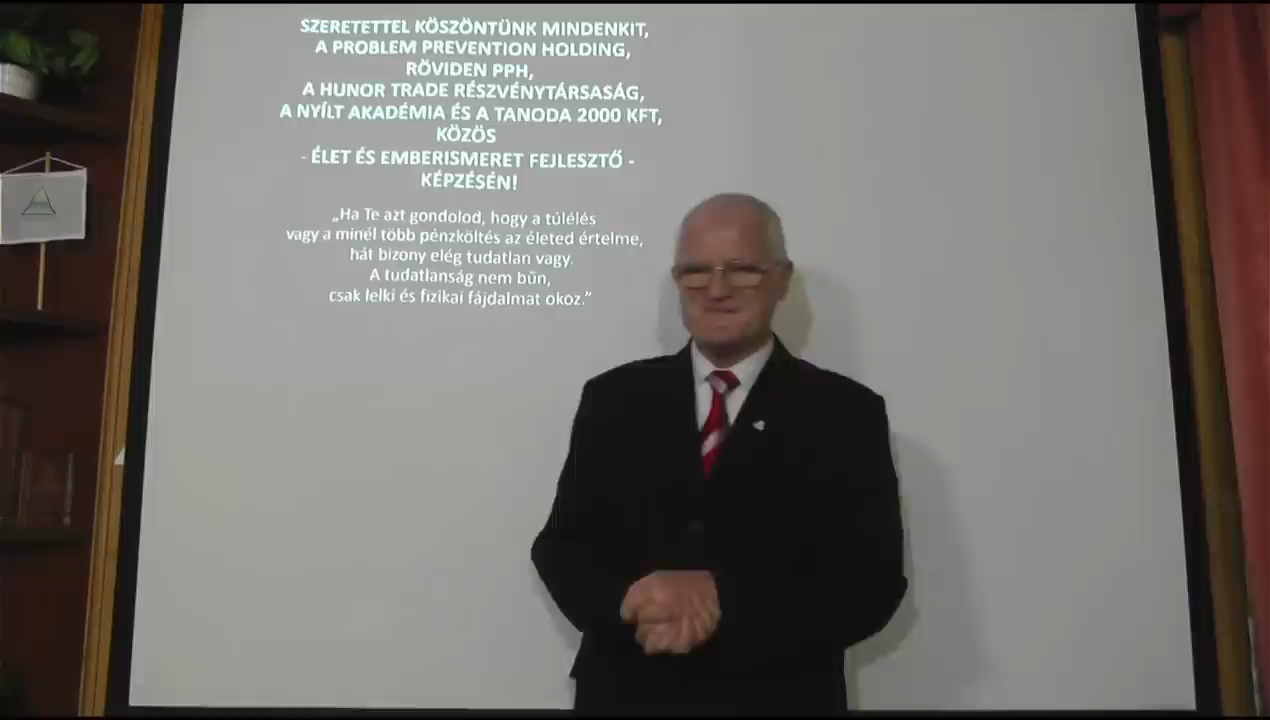 SZERETETTEL KÖSZÖNTÜNK MINDENKIT,
A PROBLEM PREVENTION HOLDING,
RÖVIDEN PPH,
A HUNOR TRADE RÉSZVÉNYTÁRSASÁG,
A NYÍLT AKADÉMIA ÉS A TANODA 2000 KFT,
KÖZÖS
- ÉLET ÉS EMBERISMERET FEJLESZTŐ -
KÉPZÉSÉN!
„Ha Te azt gondolod, hogy a túlélés
vagy a minél több pénzköltés az életed értelme,
hát bizony elég tudatlan vagy.
A tudatlanság nem bűn,
csak lelki és fizikai fájdalmat okoz.”